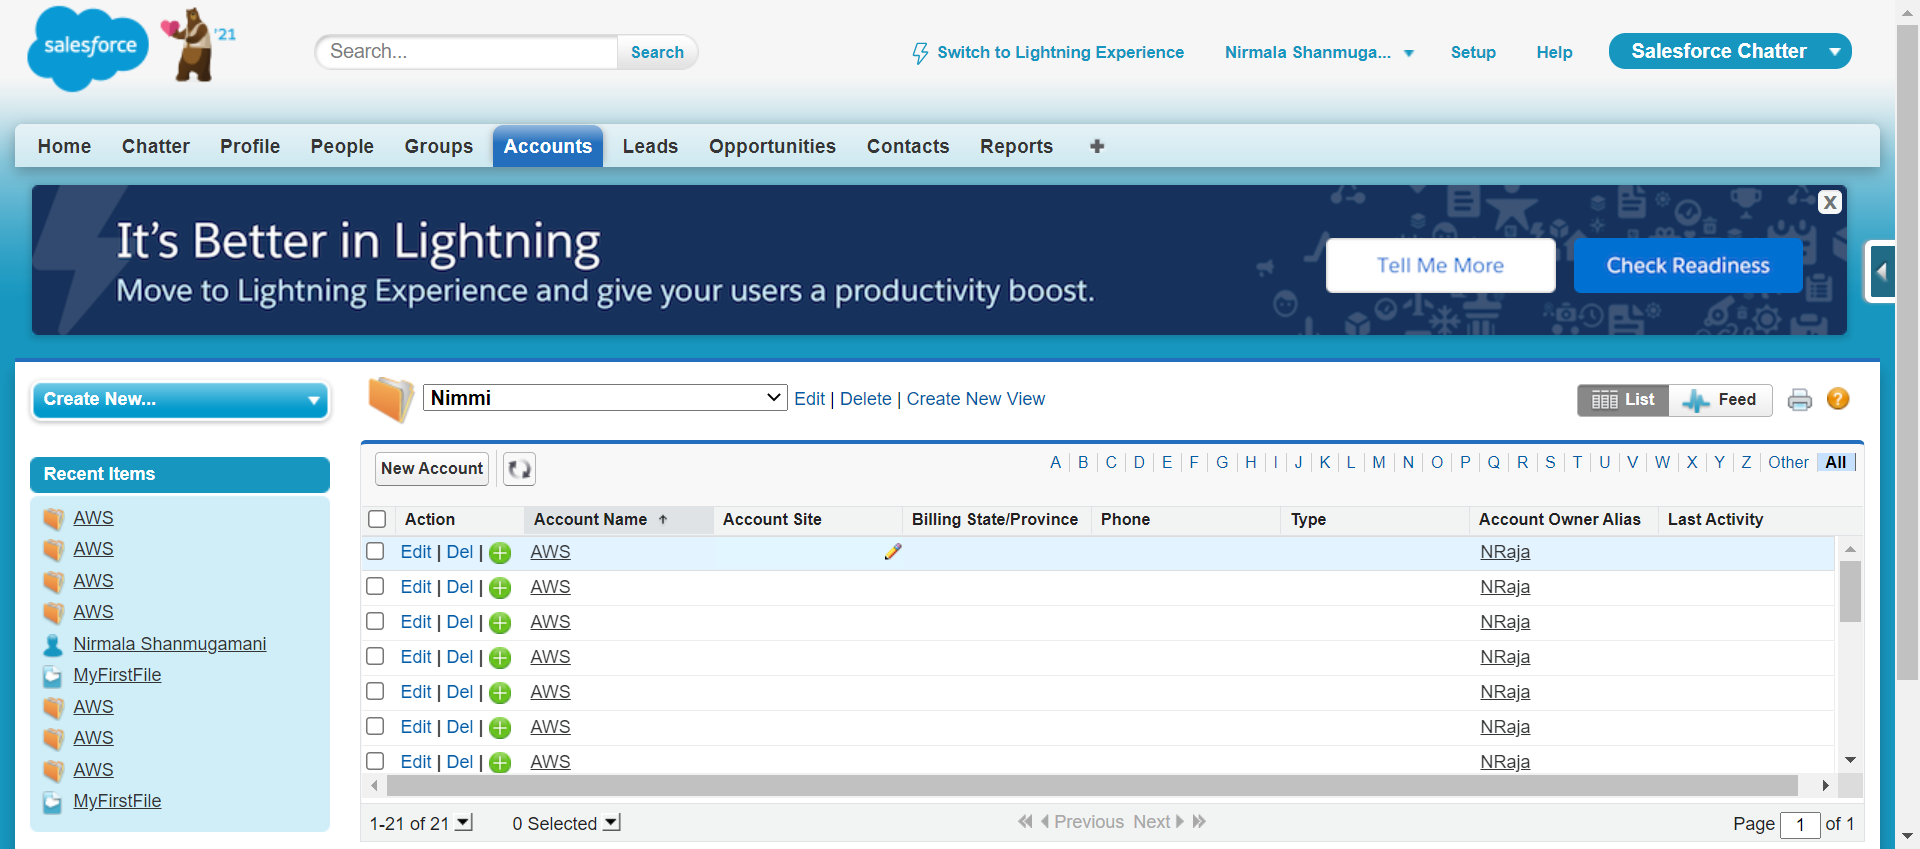 salesforce '21
Search... Search
Switch to Lightning Experience Nirmala Shanmuga... Setup Help Salesforce Chatter
Home Chatter Profile People Groups Accounts Leads Opportunities Contacts Reports
It's Better in Lightning
Move to Lightning Experience and give your users a productivity boost.
Tell Me More Check Readiness X
Create New...
Recent Items
AWS
AWS
AWS
AWS
Nirmala Shanmugamani
MyFirstFile
AWS
AWS
AWS
MyFirstFile
Nimmi Edit | Delete | Create New View List Feed ?
New Account A B C D E F G H I J K L M N O P Q R S T U V W X Y Z Other All
Action Account Name Account Site Billing State/Province Phone Type Account Owner Alias Last Activity
Edit | Del | AWS NRaja
Edit | Del | AWS NRaja
Edit | Del | AWS NRaja
Edit | Del | AWS NRaja
Edit | Del | AWS NRaja
Edit | Del | AWS NRaja
Edit | Del | AWS NRaja
1-21 of 21 0 Selected Previous Next Page 1 of 1